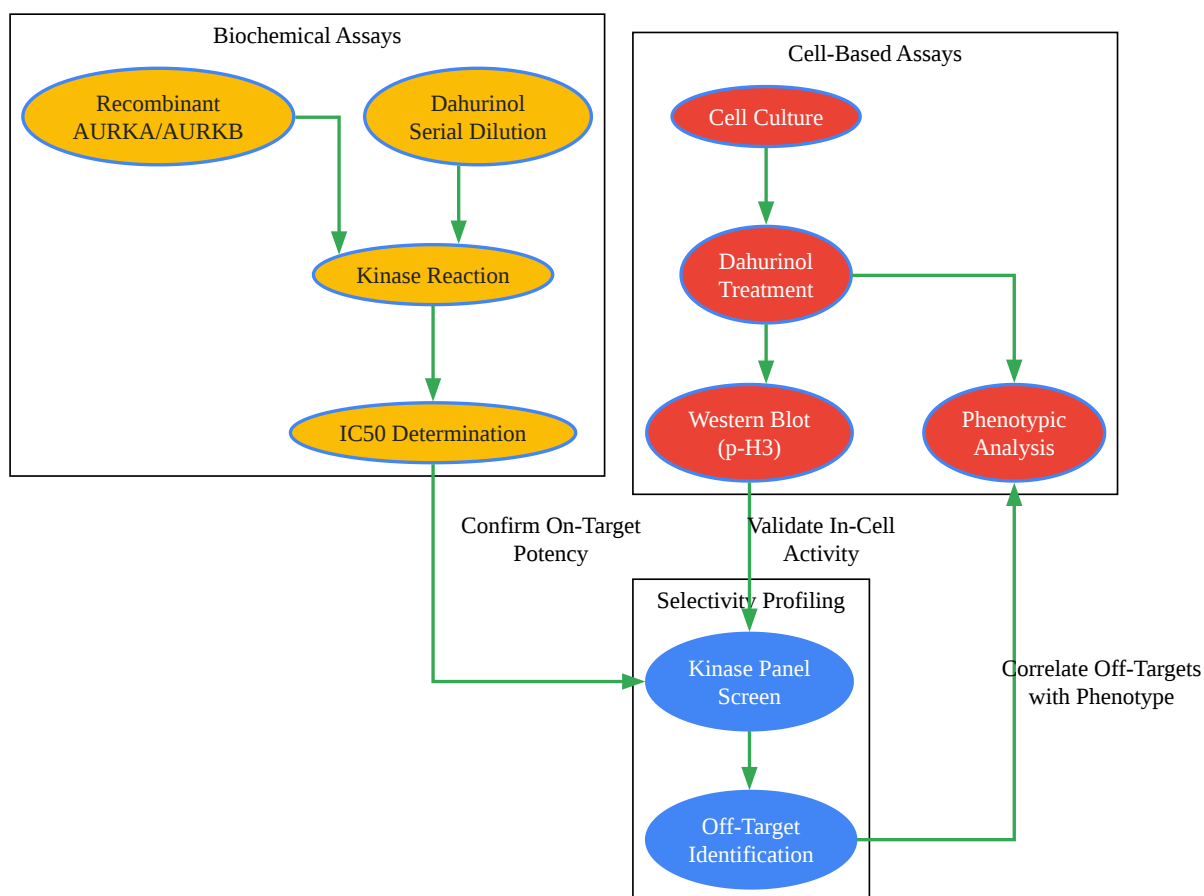 Biochemical Assays
Recombinant
AURKA/AURKB
Dahurinol
Serial Dilution
Kinase Reaction
IC50 Determination
Cell-Based Assays
Cell Culture
Dahurinol
Treatment
Western Blot
(p-H3)
Phenotypic
Analysis
Confirm On-Target
Potency
Validate In-Cell
Activity
Selectivity Profiling
Kinase Panel
Screen
Off-Target
Identification
Correlate Off-Targets
with Phenotype